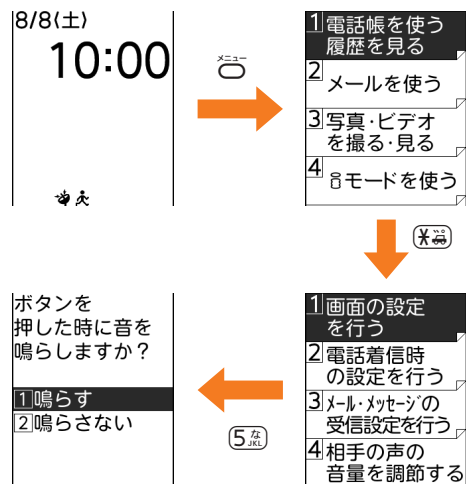 8/8(土)
10:00
メニュー
1 電話帳を使う
履歴を見る
2 メールを使う
3 写真・ビデオ
を撮る・見る
4 iモードを使う
＊
1 画面の設定
を行う
2 電話着信時
の設定を行う
3 ﾒｰﾙ・ﾒｯｾｰｼﾞの
受信設定を行う
4 相手の声の
音量を調節する
5 な JKL
ボタンを
押した時に音を
鳴らしますか？
1 鳴らす
2 鳴らさない